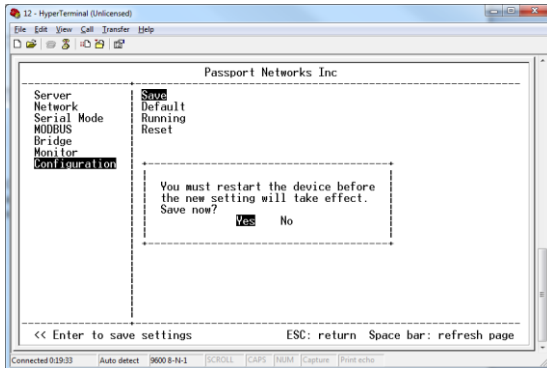 12 - HyperTerminal (Unlicensed)
File Edit View Call Transfer Help
Passport Networks Inc
Server
Network
Serial Mode
MODBUS
Bridge
Monitor
Configuration
Save
Default
Running
Reset
You must restart the device before
the new setting will take effect.
Save now?
Yes No
<< Enter to save settings ESC: return Space bar: refresh page
Connected 0:19:33 Auto detect 9600 8-N-1 SCROLL CAPS NUM Capture Print echo